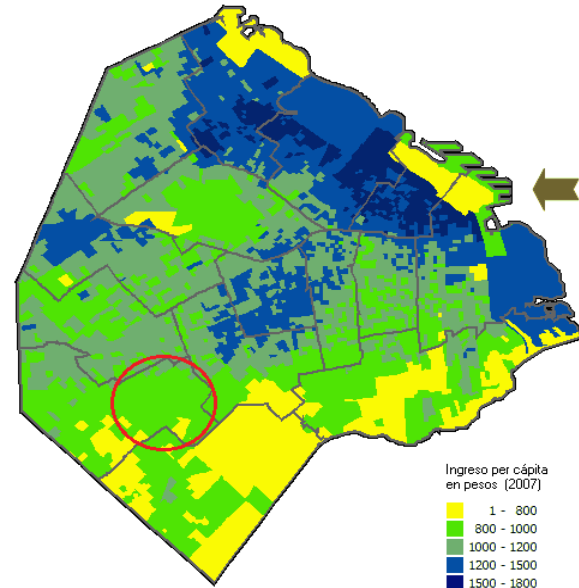 Ingreso per cápita
en pesos (2007)
1 - 800
800 - 1000
1000 - 1200
1200 - 1500
1500 - 1800